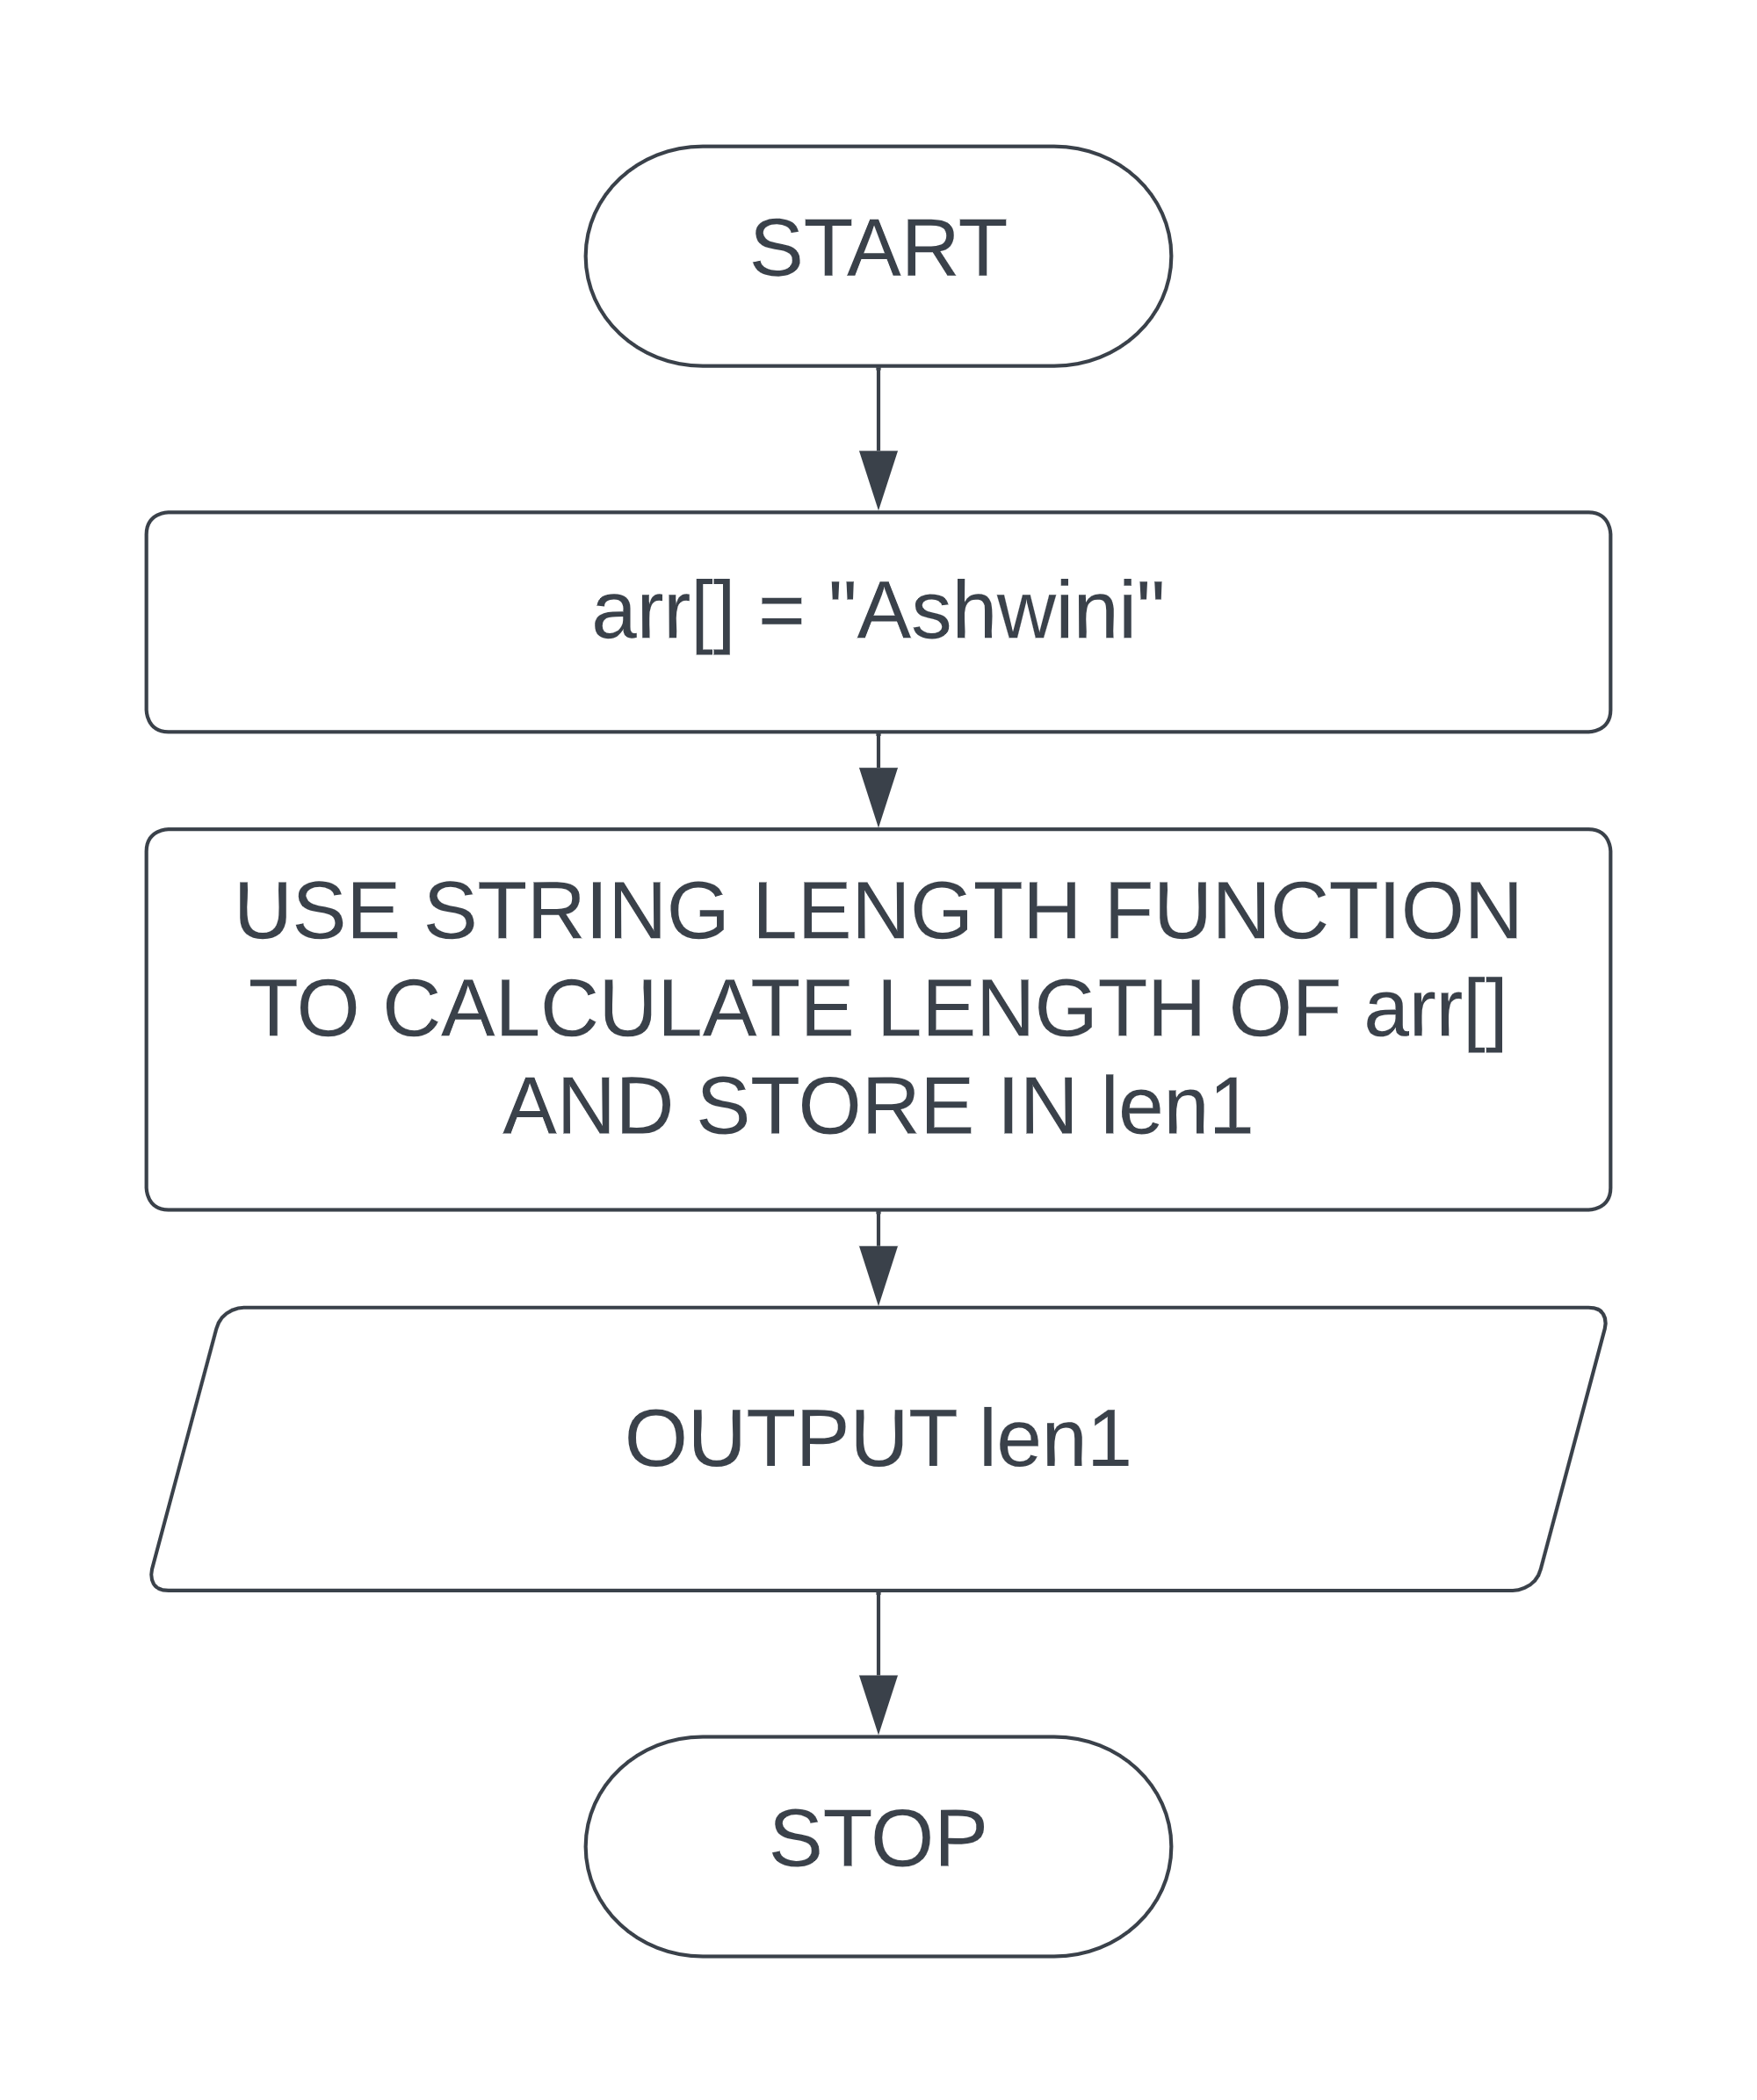 START
arr[] = "Ashwini"
USE STRING LENGTH FUNCTION
TO CALCULATE LENGTH OF arr[]
AND STORE IN len1
OUTPUT len1
STOP